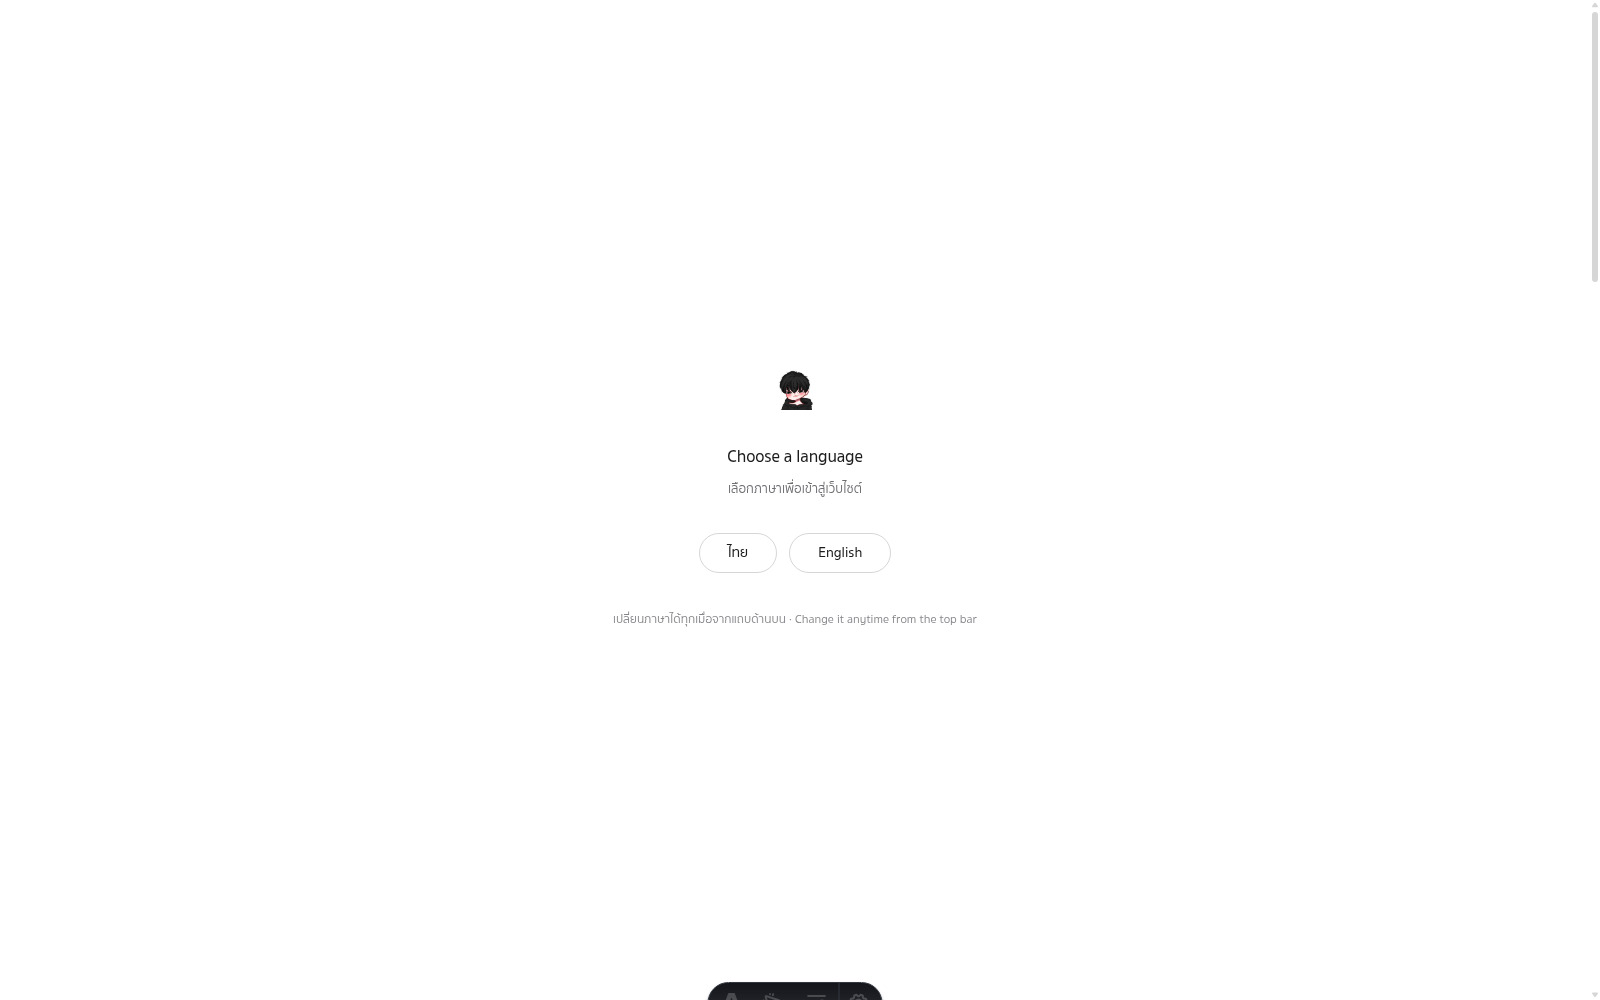 Choose a language
เลือกภาษาเพื่อเข้าสู่เว็บไซต์
ไทย
English
เปลี่ยนภาษาได้ทุกเมื่อจากแถบด้านบน · Change it anytime from the top bar